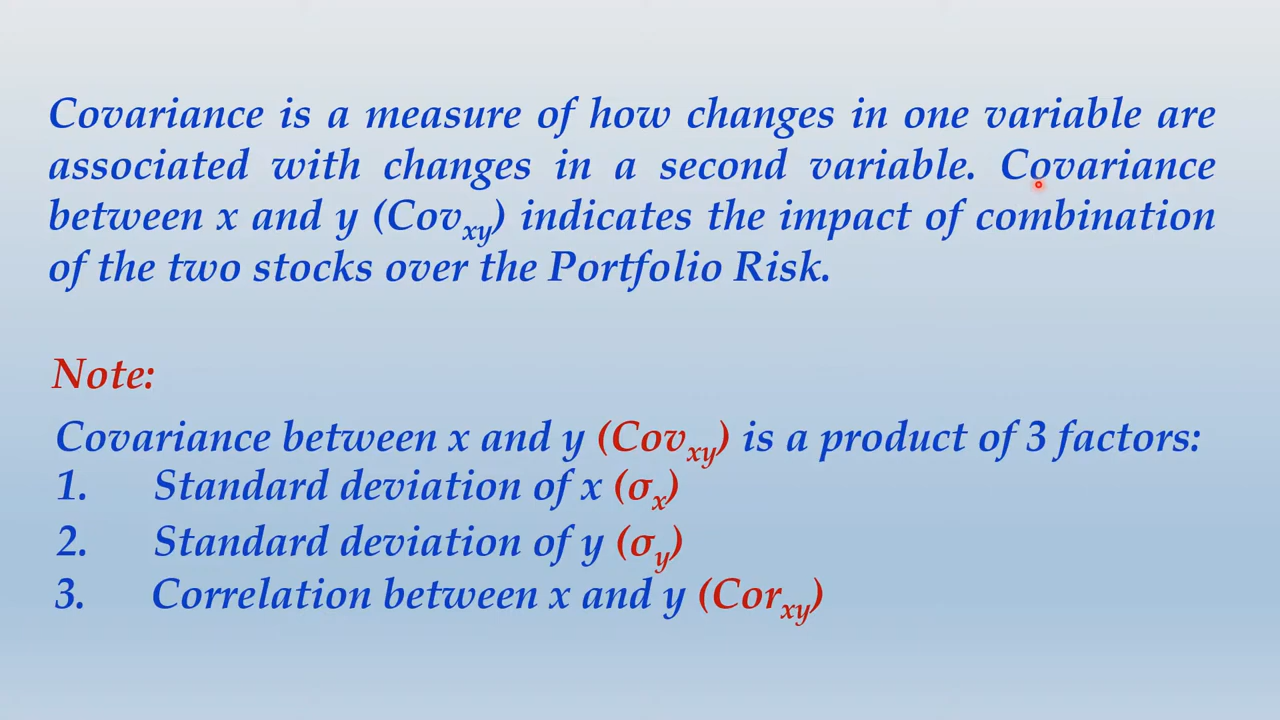 Covariance is a measure of how changes in one variable are
associated with changes in a second variable. Covariance
between x and y (Covxy) indicates the impact of combination
of the two stocks over the Portfolio Risk.
Note:
Covariance between x and y (Covxy) is a product of 3 factors:
1. Standard deviation of x (σx)
2. Standard deviation of y (σy)
3. Correlation between x and y (Corxy)